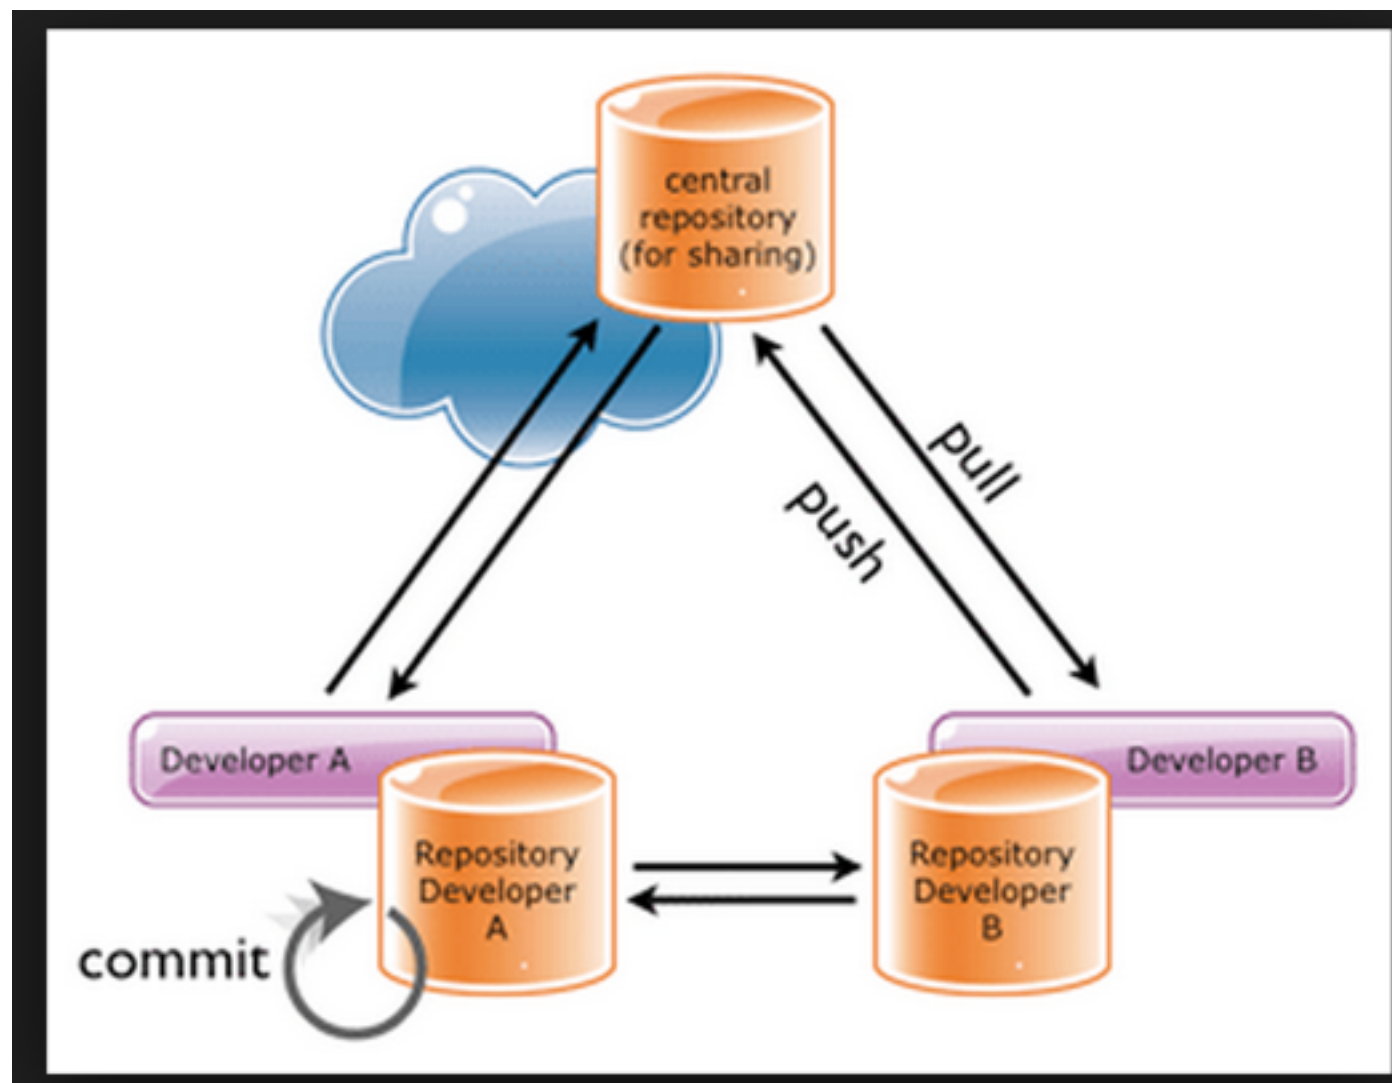 central
repository
(for sharing)
pull
push
Developer A
Developer B
Repository
Developer
A
Repository
Developer
B
commit